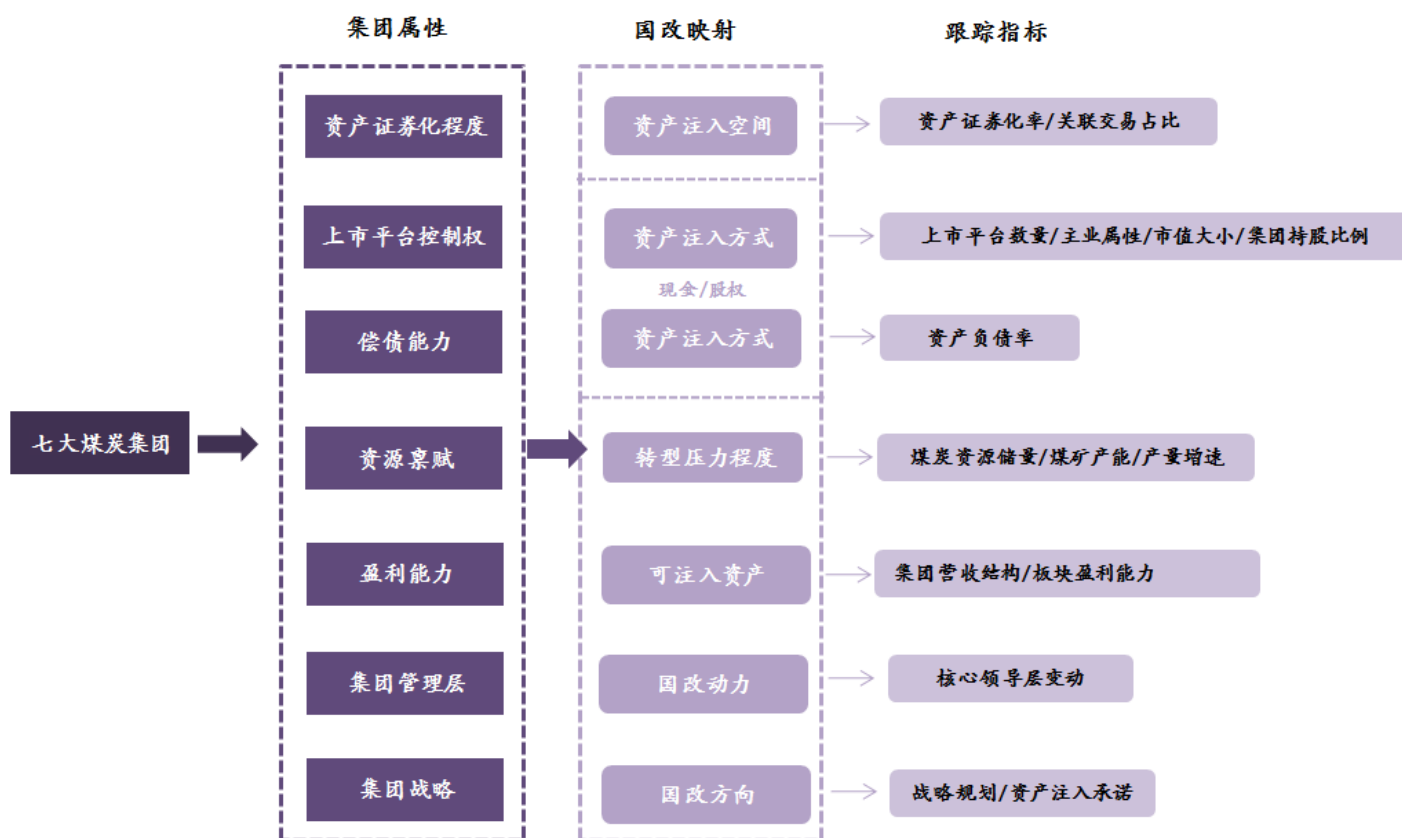 集团属性
国改映射
跟踪指标
资产证券化程度
资产注入空间
资产证券化率/关联交易占比
上市平台控制权
资产注入方式
上市平台数量/主业属性/市值大小/集团持股比例
现金/股权
偿债能力
资产注入方式
资产负债率
七大煤炭集团
资源禀赋
转型压力程度
煤炭资源储量/煤矿产能/产量增速
盈利能力
可注入资产
集团营收结构/板块盈利能力
集团管理层
国改动力
核心领导层变动
集团战略
国改方向
战略规划/资产注入承诺